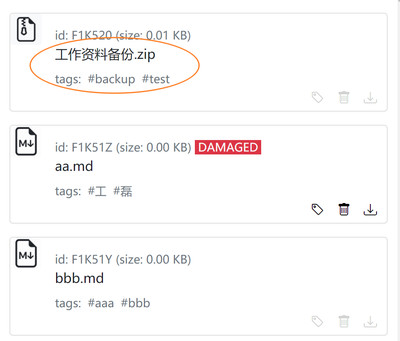 id: F1K520 (size: 0.01 KB)
工作资料备份.zip
tags: #backup #test
M↓
id: F1K51Z (size: 0.00 KB) DAMAGED
aa.md
tags: #工 #磊
M↓
id: F1K51Y (size: 0.00 KB)
bbb.md
tags: #aaa #bbb